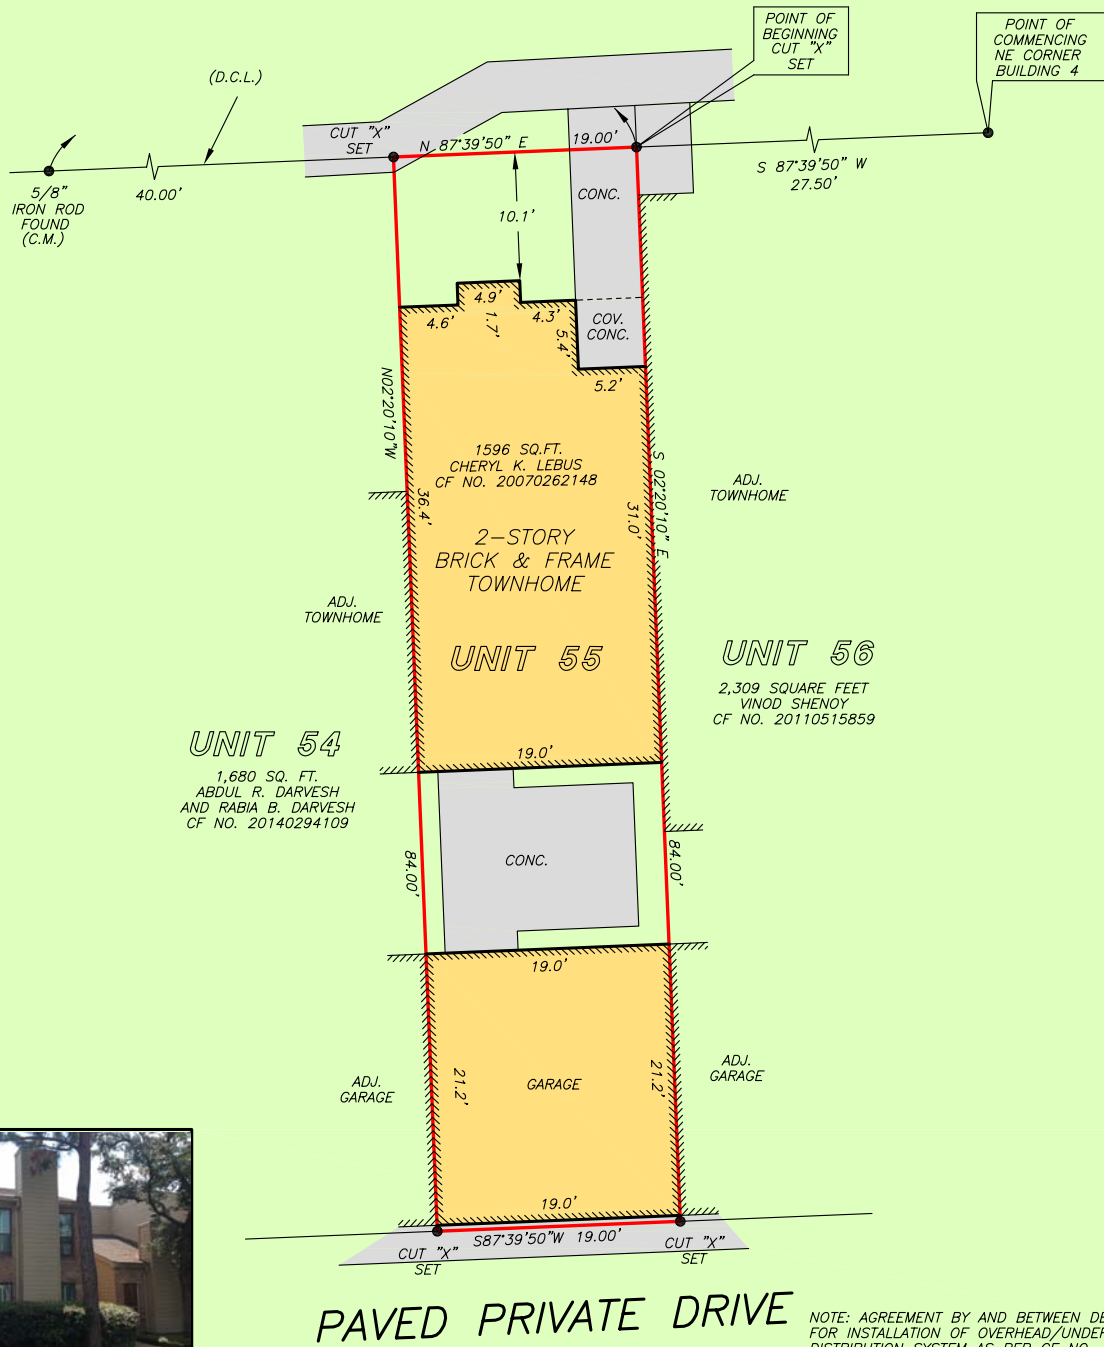 POINT OF
BEGINNING
CUT "X"
SET
POINT OF
COMMENCING
NE CORNER
BUILDING 4
(D.C.L.)
CUT "X"
SET
N 87°39'50" E
19.00'
S 87°39'50" W
27.50'
5/8"
IRON ROD
FOUND
(C.M.)
40.00'
CONC.
10.1'
4.9'
4.6'
1.7'
4.3'
5.4'
COV.
CONC.
5.2'
N02°20'10"W
1596 SQ.FT.
CHERYL K. LEBUS
CF NO. 20070262148
S 02°20'10" E
ADJ.
TOWNHOME
36.4'
31.0'
2-STORY
BRICK & FRAME
TOWNHOME
ADJ.
TOWNHOME
UNIT 55
UNIT 56
2,309 SQUARE FEET
VINOD SHENOY
CF NO. 20110515859
UNIT 54
1,680 SQ. FT.
ABDUL R. DARVESH
AND RABIA B. DARVESH
CF NO. 20140294109
19.0'
CONC.
84.00'
84.00'
19.0'
ADJ.
GARAGE
21.2'
GARAGE
21.2'
ADJ.
GARAGE
19.0'
S87°39'50"W 19.00'
CUT "X"
SET
CUT "X"
SET
PAVED PRIVATE DRIVE
NOTE: AGREEMENT BY AND BETWEEN
FOR INSTALLATION OF OVERHEAD/
DISTRIBUTION SYSTEM AS PER CF NO.